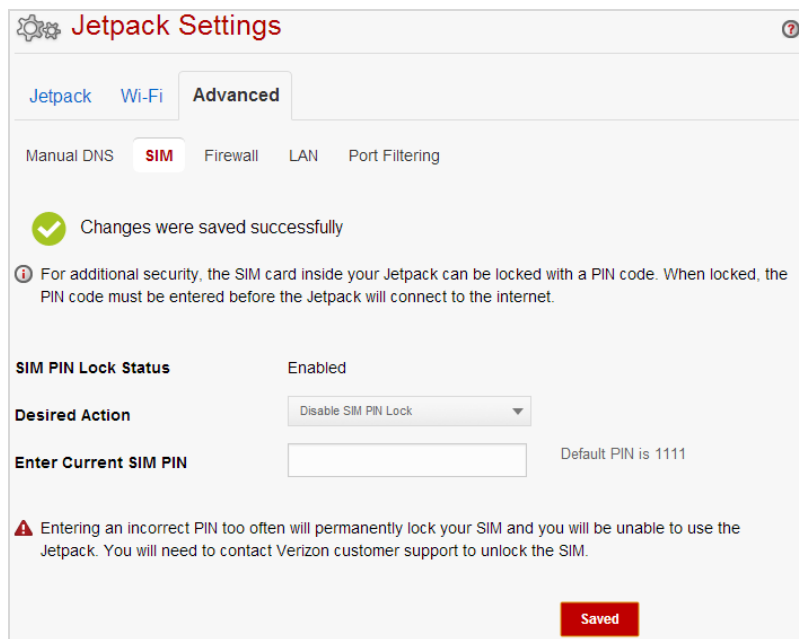 Jetpack Settings
?
Jetpack Wi-Fi Advanced
Manual DNS SIM Firewall LAN Port Filtering
Changes were saved successfully
For additional security, the SIM card inside your Jetpack can be locked with a PIN code. When locked, the
PIN code must be entered before the Jetpack will connect to the internet.
SIM PIN Lock Status Enabled
Desired Action Disable SIM PIN Lock
Enter Current SIM PIN Default PIN is 1111
Entering an incorrect PIN too often will permanently lock your SIM and you will be unable to use the
Jetpack. You will need to contact Verizon customer support to unlock the SIM.
Saved